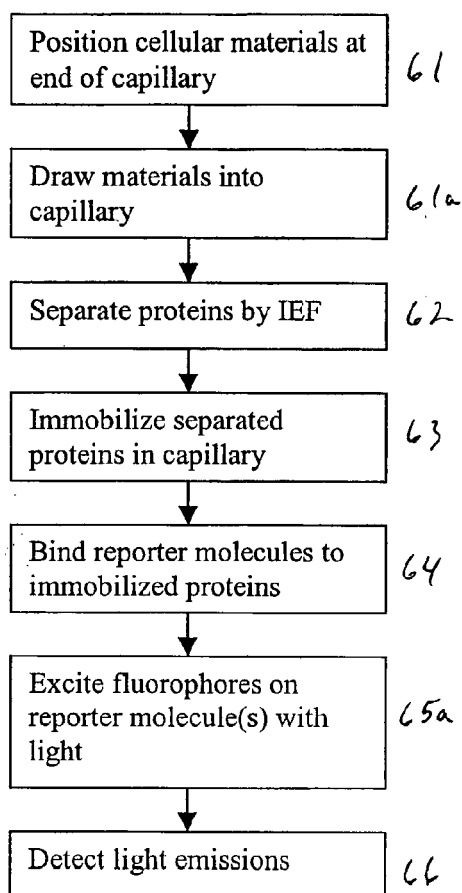 Position cellular materials at
end of capillary
61
Draw materials into
capillary
61a
Separate proteins by IEF
62
Immobilize separated
proteins in capillary
63
Bind reporter molecules to
immobilized proteins
64
Excite fluorophores on
reporter molecule(s) with
light
65a
Detect light emissions
66